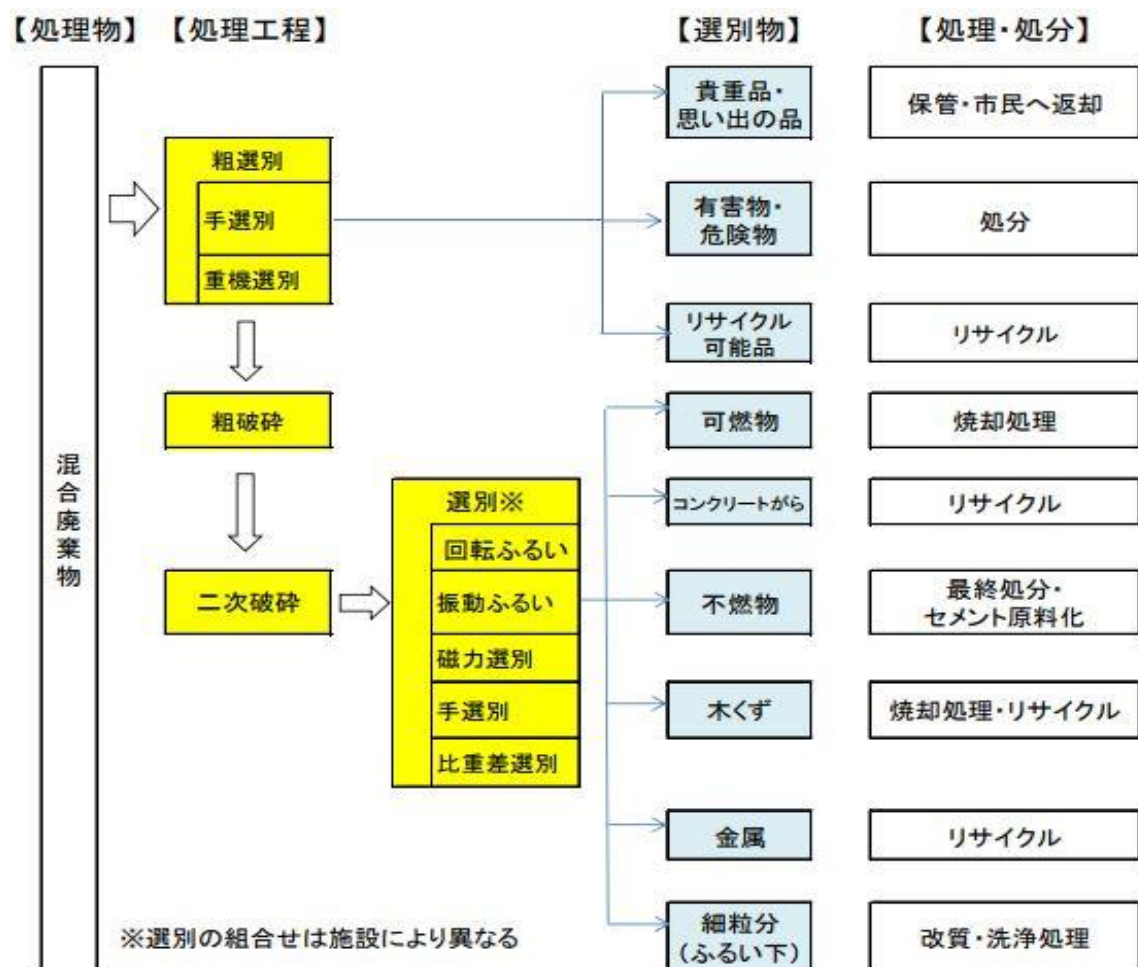 【処理物】
【処理工程】
【選別物】
【処理・処分】
混合廃棄物
粗選別
手選別
重機選別
粗破砕
二次破砕
選別※
回転ふるい
振動ふるい
磁力選別
手選別
比重差選別
貴重品・
思い出の品
保管・市民へ返却
有害物・
危険物
処分
リサイクル
可能品
リサイクル
可燃物
焼却処理
コンクリートがら
リサイクル
不燃物
最終処分・
セメント原料化
木くず
焼却処理・リサイクル
金属
リサイクル
細粒分
(ふるい下)
改質・洗浄処理
※選別の組合せは施設により異なる